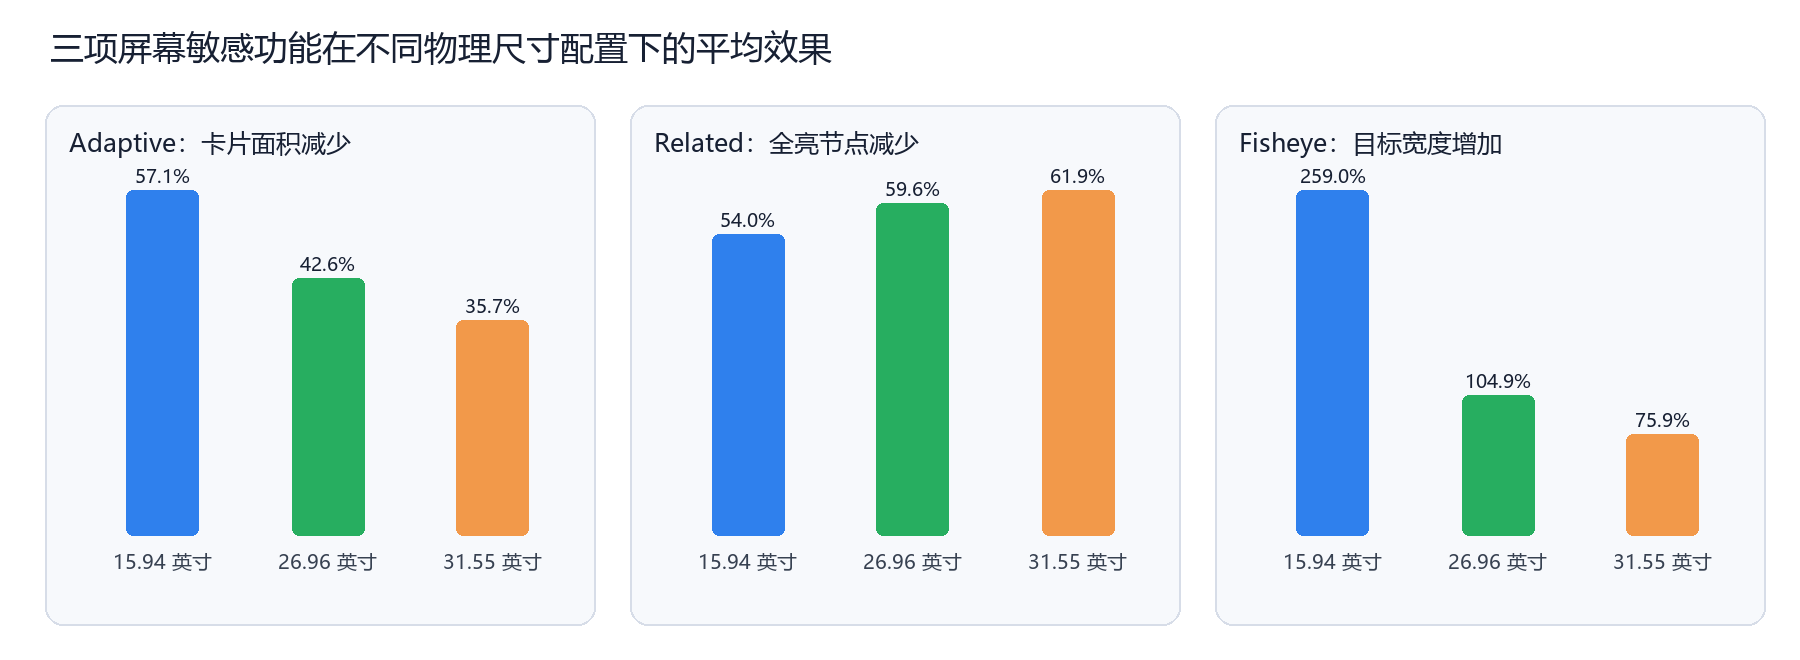 三项屏幕敏感功能在不同物理尺寸配置下的平均效果
Adaptive：卡片面积减少
57.1%
42.6%
35.7%
15.94 英寸
26.96 英寸
31.55 英寸
Related：全亮节点减少
54.0%
59.6%
61.9%
15.94 英寸
26.96 英寸
31.55 英寸
Fisheye：目标宽度增加
259.0%
104.9%
75.9%
15.94 英寸
26.96 英寸
31.55 英寸